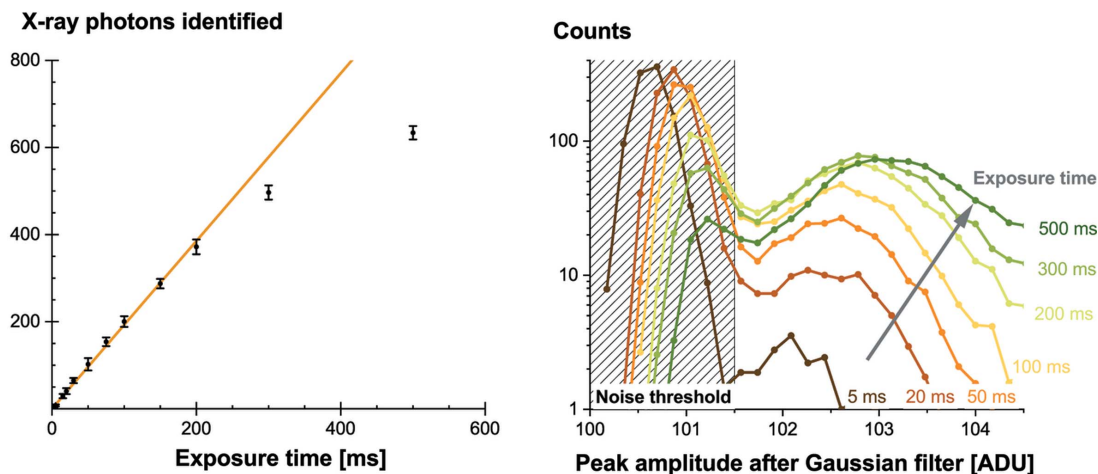 X-ray photons identified
800
600
400
200
0
200
400
600
Exposure time [ms]
Counts
100
10
1
Noise threshold
Exposure time
500 ms
300 ms
200 ms
100 ms
5 ms
20 ms
50 ms
100
101
102
103
104
Peak amplitude after Gaussian filter [ADU]